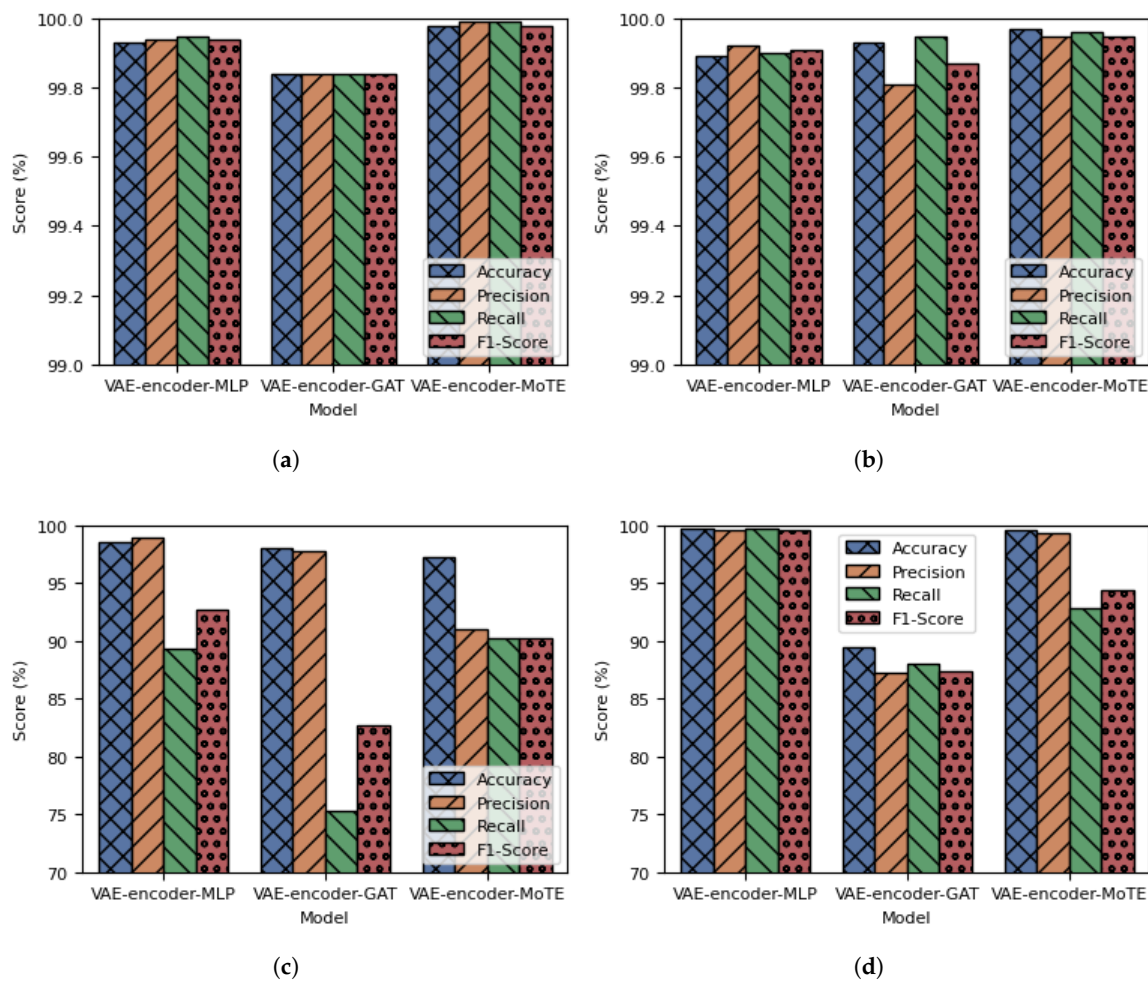 100.0
99.8
99.6
99.4
99.2
99.0
Score (%)
Accuracy
Precision
Recall
F1-Score
VAE-encoder-MLP VAE-encoder-GAT VAE-encoder-MoTE
Model
(a)
100.0
99.8
99.6
99.4
99.2
99.0
Score (%)
Accuracy
Precision
Recall
F1-Score
VAE-encoder-MLP VAE-encoder-GAT VAE-encoder-MoTE
Model
(b)
100
95
90
85
80
75
70
Score (%)
Accuracy
Precision
Recall
F1-Score
VAE-encoder-MLP VAE-encoder-GAT VAE-encoder-MoTE
Model
(c)
100
95
90
85
80
75
70
Score (%)
Accuracy
Precision
Recall
F1-Score
VAE-encoder-MLP VAE-encoder-GAT VAE-encoder-MoTE
Model
(d)